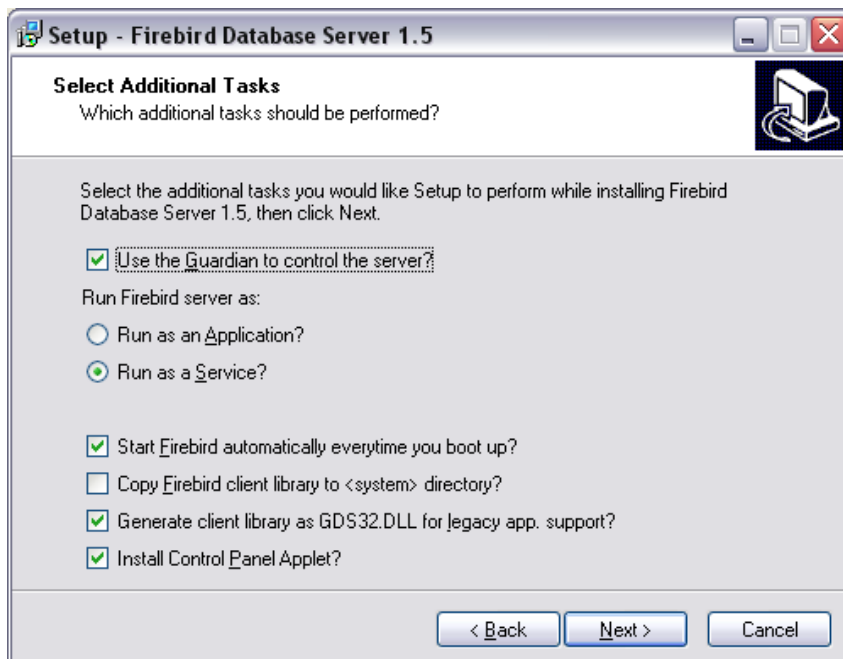 Setup - Firebird Database Server 1.5
Select Additional Tasks
Which additional tasks should be performed?
Select the additional tasks you would like Setup to perform while installing Firebird
Database Server 1.5, then click Next.
Use the Guardian to control the server?
Run Firebird server as:
Run as an Application?
Run as a Service?
Start Firebird automatically everytime you boot up?
Copy Firebird client library to <system> directory?
Generate client library as GDS32.DLL for legacy app. support?
Install Control Panel Applet?
< Back
Next >
Cancel